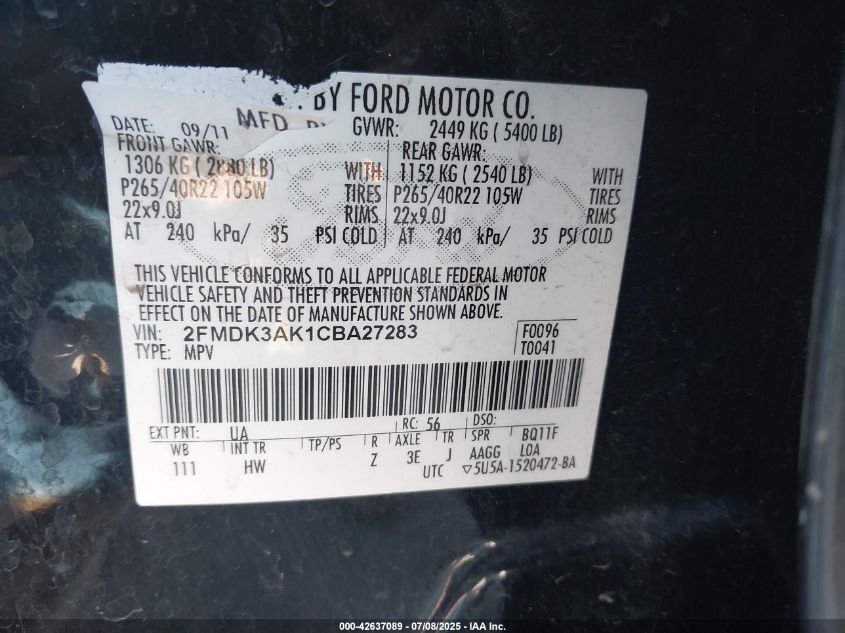 BY FORD MOTOR CO.
DATE: 09/11 MFD. GVWR: 2449 KG ( 5400 LB)
FRONT GAWR: REAR GAWR:
1306 KG ( 2880 LB) WITH 1152 KG ( 2540 LB) WITH
P265/40R22 105W TIRES P265/40R22 105W TIRES
22x9.0J RIMS 22x9.0J RIMS
AT 240 kPa/ 35 PSI COLD AT 240 kPa/ 35 PSI COLD
THIS VEHICLE CONFORMS TO ALL APPLICABLE FEDERAL MOTOR
VEHICLE SAFETY AND THEFT PREVENTION STANDARDS IN
EFFECT ON THE DATE OF MANUFACTURE SHOWN ABOVE.
VIN: 2FMDK3AK1CBA27283 F0096
TYPE: MPV T0041
EXT PNT: UA RC: 56 DSO:
WB INT TR TP/PS R AXLE TR SPR BQ11F
111 HW Z 3E J AAGG LOA
UTC ▽5U5A-1520472-BA
000-42637089 - 07/08/2025 - IAA Inc.